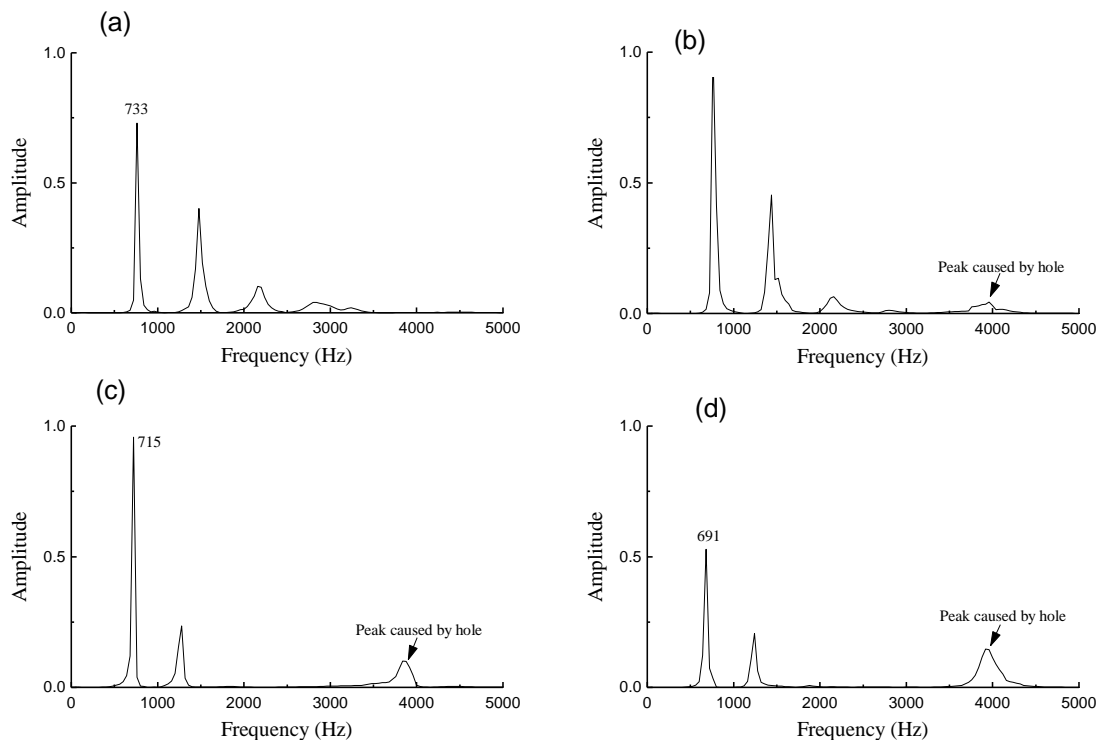 (a)
1.0
733
Amplitude
0.5
0.0
0 1000 2000 3000 4000 5000
Frequency (Hz)
(b)
1.0
Amplitude
0.5
Peak caused by hole
0.0
0 1000 2000 3000 4000 5000
Frequency (Hz)
(c)
1.0
715
Amplitude
0.5
Peak caused by hole
0.0
0 1000 2000 3000 4000 5000
Frequency (Hz)
(d)
1.0
691
Amplitude
0.5
Peak caused by hole
0.0
0 1000 2000 3000 4000 5000
Frequency (Hz)